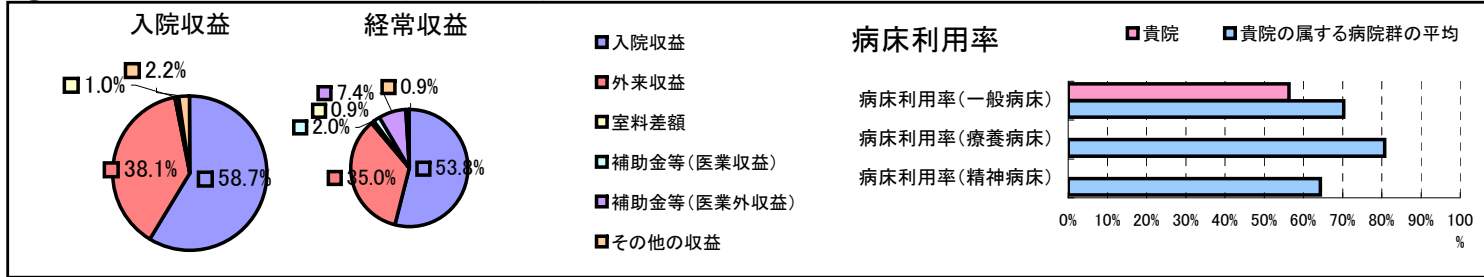 入院収益
1.0%
2.2%
38.1%
58.7%
経常収益
7.4%
0.9%
0.9%
2.0%
35.0%
53.8%
入院収益
外来収益
室料差額
補助金等(医業収益)
補助金等(医業外収益)
その他の収益
病床利用率
貴院 貴院の属する病院群の平均
病床利用率(一般病床)
病床利用率(療養病床)
病床利用率(精神病床)
0% 10% 20% 30% 40% 50% 60% 70% 80% 90% 100
%